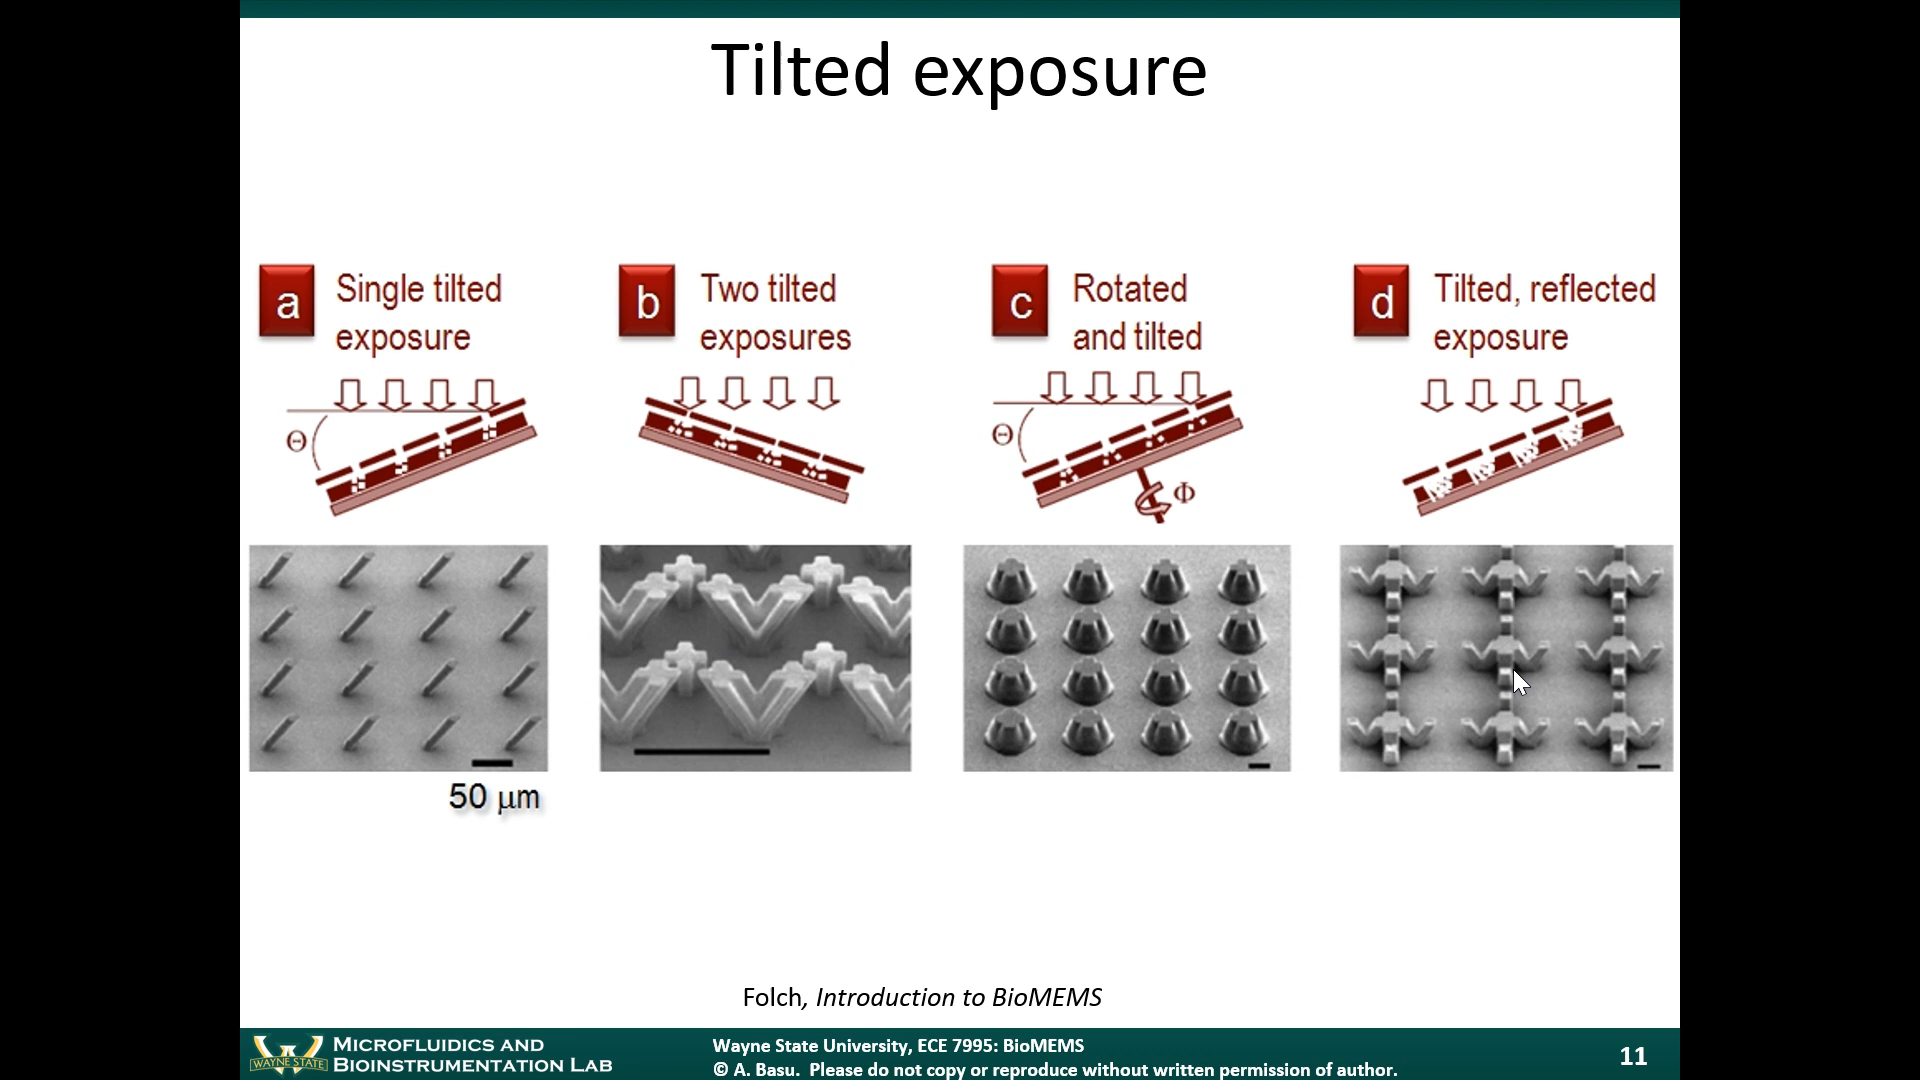 Tilted exposure
a
Single tilted
exposure
b
Two tilted
exposures
c
Rotated
and tilted
d
Tilted, reflected
exposure
Θ
Θ
Φ
50 μm
Folch, Introduction to BioMEMS
WAYNE STATE
MICROFLUIDICS AND
BIOINSTRUMENTATION LAB
Wayne State University, ECE 7995: BioMEMS
© A. Basu.  Please do not copy or reproduce without written permission of author.
11